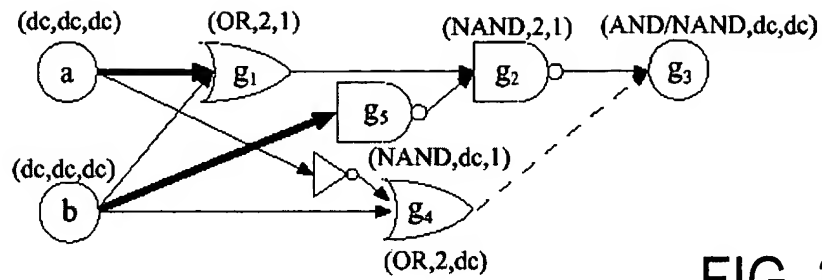 (dc,dc,dc) (OR,2,1) (NAND,2,1) (AND/NAND,dc,dc)
a g₁ g₂ g₃
g₅
(dc,dc,dc) (NAND,dc,1)
b g₄
(OR,2,dc)
FIG.